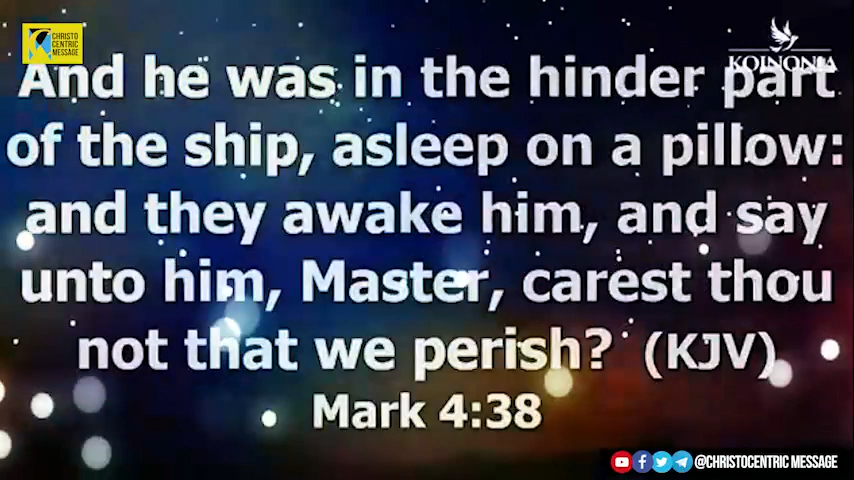 CHRISTO
CENTRIC
MESSAGE
KOINONIA
And he was in the hinder part
of the ship, asleep on a pillow:
and they awake him, and say
unto him, Master, carest thou
not that we perish? (KJV)
Mark 4:38
@CHRISTOCENTRIC MESSAGE